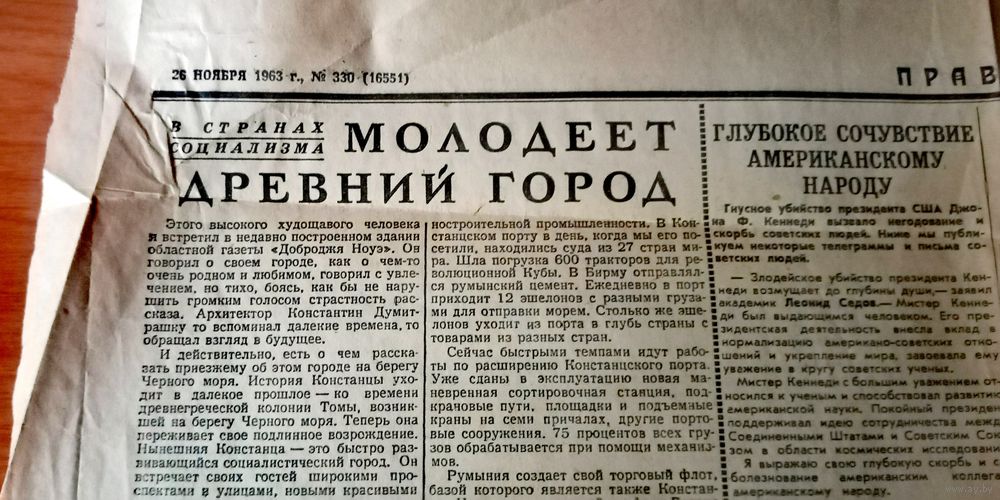 26 НОЯБРЯ 1963 г., № 330 (16551)
ПРАВ
В СТРАНАХ
СОЦИАЛИЗМА
МОЛОДЕЕТ
ДРЕВНИЙ ГОРОД
Этого высокого худощавого человека
я встретил в недавно построенном здании
областной газеты «Доброджя Ноуэ». Он
говорил о своем городе, как о чем-то
очень родном и любимом, говорил с увле-
чением, но тихо, боясь, как бы не нару-
шить громким голосом страстность рас-
сказа. Архитектор Константин Думит-
рашку то вспоминал далекие времена, то
обращал взгляд в будущее.
И действительно, есть о чем расска-
зать приезжему об этом городе на берегу
Черного моря. История Констанцы ухо-
дит в далекое прошлое — ко времени
древнегреческой колонии Томы, возник-
шей на берегу Черного моря. Теперь она
переживает свое подлинное возрождение.
Нынешняя Констанца — это быстро раз-
вивающийся социалистический город. Он
встречает своих гостей широкими про-
спектами и улицами, новыми красивыми
ностроительной промышленности. В Кон-
станцском порту в день, когда мы его по-
сетили, находились суда из 27 стран ми-
ра. Шла погрузка 600 тракторов для ре-
волюционной Кубы. В Бирму отправлялся
румынский цемент. Ежедневно в порт
приходит 12 эшелонов с разными груза-
ми для отправки морем. Столько же эше-
лонов уходит из порта в глубь страны с
товарами из разных стран.
Сейчас быстрыми темпами идут рабо-
ты по расширению Констанцского порта.
Уже сданы в эксплуатацию новая ма-
невренная сортировочная станция, под-
крачовые пути, площадки и подъемные
краны на семи причалах, другие порто-
вые сооружения. 75 процентов всех гру-
зов обрабатывается при помощи механиз-
мов.
Румыния создает свой торговый флот,
базой которого является также Констан-
ГЛУБОКОЕ СОЧУВСТВИЕ
АМЕРИКАНСКОМУ
НАРОДУ
Гнусное убийство президента США Джо-
на Ф. Кеннеди вызвало негодование и
скорбь советских людей. Ниже мы публи-
куем некоторые телеграммы и письма со-
ветских людей.
— Злодейское убийство президента Кен-
неди возмущает до глубины души,— заявил
академик Леонид Седов.— Мистер Кенне-
ди был выдающимся человеком. Его пре-
зидентская деятельность внесла вклад в
нормализацию американо-советских отно-
шений и укрепление мира, завоевала ему
уважение в кругу советских ученых.
Мистер Кеннеди с большим уважением от-
носился к ученым и способствовал развитию
американской науки. Покойный президент
поддерживал идею сотрудничества между
Соединенными Штатами и Советским Сою-
зом в области космических исследований
Я выражаю свою глубокую скорбь и со-
болезнование американским коллегам
американскому народу.
www.ay.by